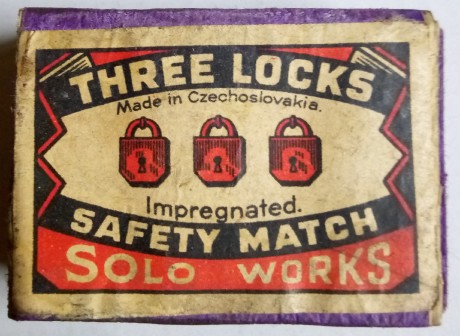 THREE LOCKS
Made in Czechoslovakia.
Impregnated.
SAFETY MATCH
SOLO WORKS